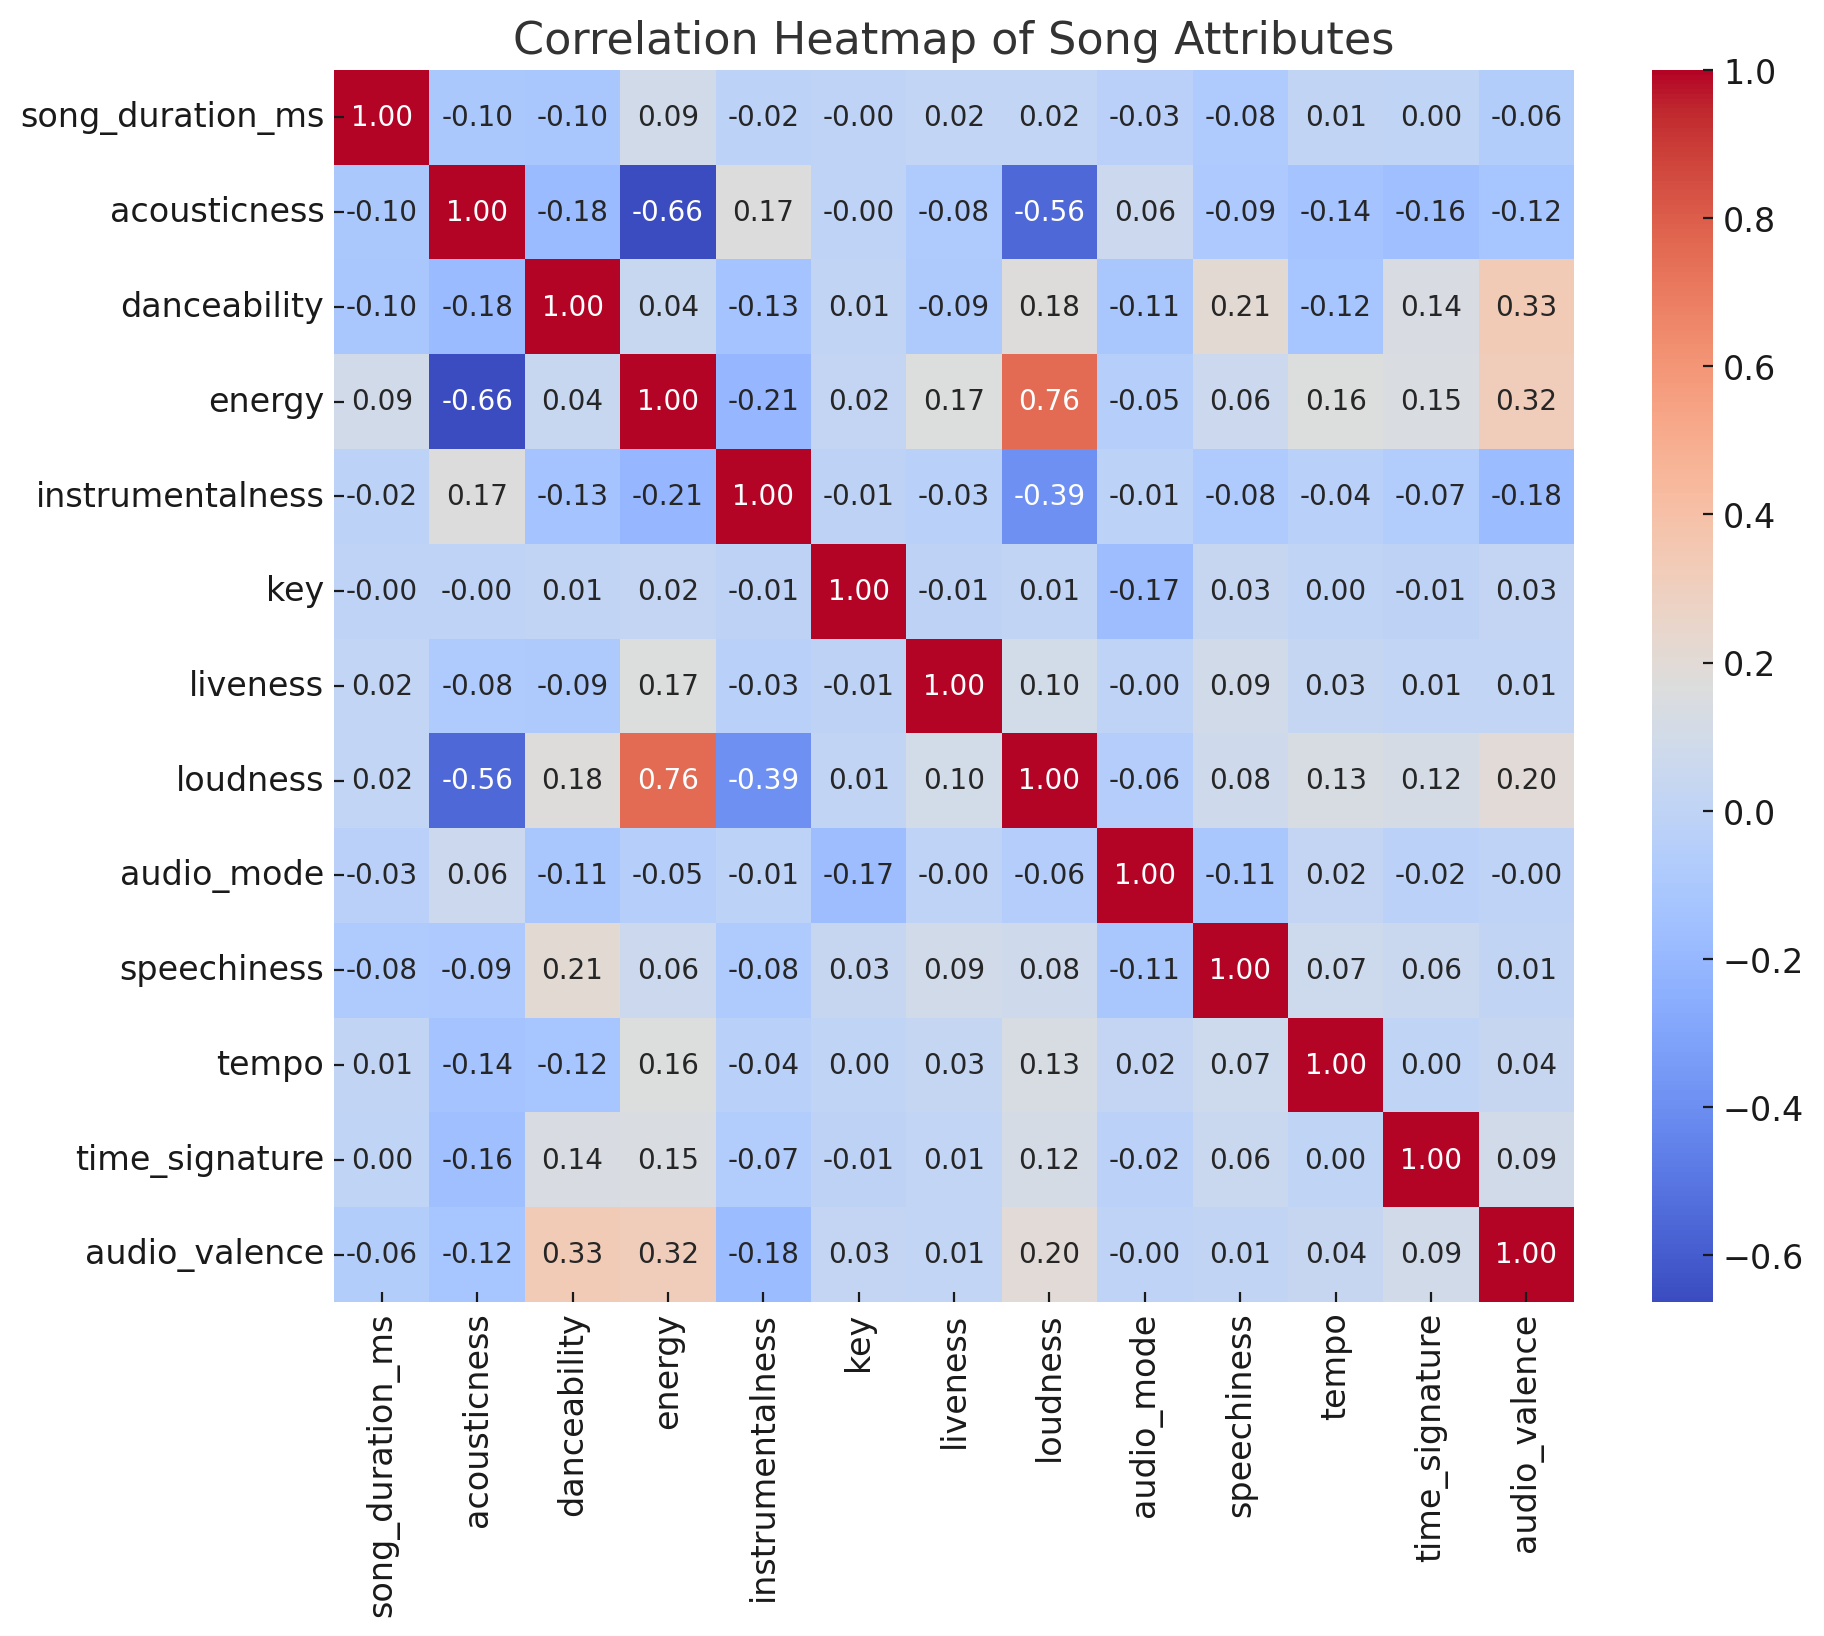 Correlation Heatmap of Song Attributes
song_duration_ms 1.00 -0.10 -0.10 0.09 -0.02 -0.00 0.02 0.02 -0.03 -0.08 0.01 0.00 -0.06
acousticness -0.10 1.00 -0.18 -0.66 0.17 -0.00 -0.08 -0.56 0.06 -0.09 -0.14 -0.16 -0.12
danceability -0.10 -0.18 1.00 0.04 -0.13 0.01 -0.09 0.18 -0.11 0.21 -0.12 0.14 0.33
energy 0.09 -0.66 0.04 1.00 -0.21 0.02 0.17 0.76 -0.05 0.06 0.16 0.15 0.32
instrumentalness -0.02 0.17 -0.13 -0.21 1.00 -0.01 -0.03 -0.39 -0.01 -0.08 -0.04 -0.07 -0.18
key -0.00 -0.00 0.01 0.02 -0.01 1.00 -0.01 0.01 -0.17 0.03 0.00 -0.01 0.03
liveness 0.02 -0.08 -0.09 0.17 -0.03 -0.01 1.00 0.10 -0.00 0.09 0.03 0.01 0.01
loudness 0.02 -0.56 0.18 0.76 -0.39 0.01 0.10 1.00 -0.06 0.08 0.13 0.12 0.20
audio_mode -0.03 0.06 -0.11 -0.05 -0.01 -0.17 -0.00 -0.06 1.00 -0.11 0.02 -0.02 -0.00
speechiness -0.08 -0.09 0.21 0.06 -0.08 0.03 0.09 0.08 -0.11 1.00 0.07 0.06 0.01
tempo 0.01 -0.14 -0.12 0.16 -0.04 0.00 0.03 0.13 0.02 0.07 1.00 0.00 0.04
time_signature 0.00 -0.16 0.14 0.15 -0.07 -0.01 0.01 0.12 -0.02 0.06 0.00 1.00 0.09
audio_valence -0.06 -0.12 0.33 0.32 -0.18 0.03 0.01 0.20 -0.00 0.01 0.04 0.09 1.00
song_duration_ms
acousticness
danceability
energy
instrumentalness
key
liveness
loudness
audio_mode
speechiness
tempo
time_signature
audio_valence
1.0
0.8
0.6
0.4
0.2
0.0
−0.2
−0.4
−0.6